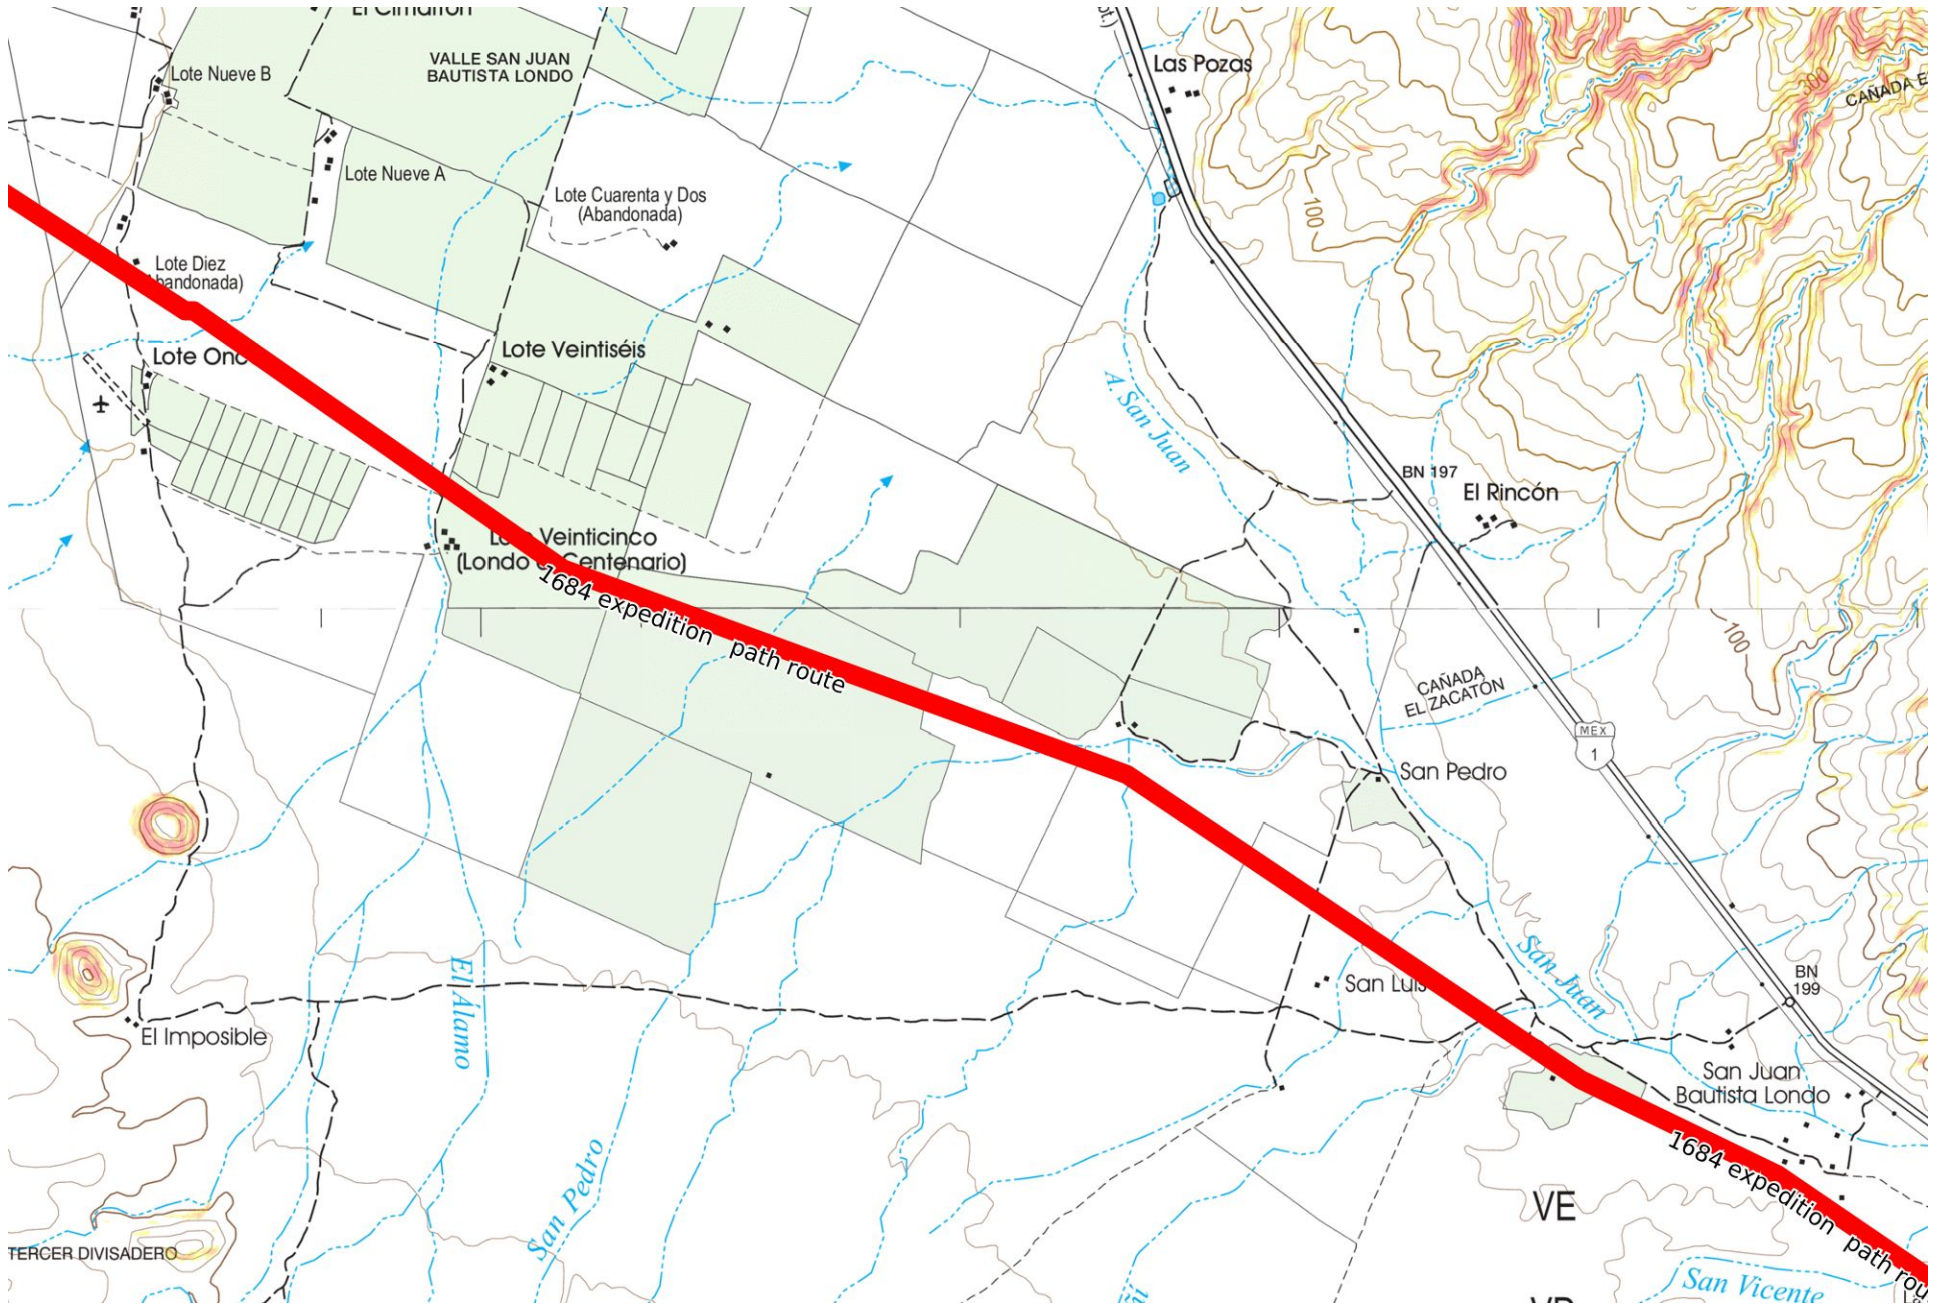 El Cimarrón
VALLE SAN JUAN
BAUTISTA LONDO
Las Pozas
Lote Nueve B
300
CAÑADA E
Lote Nueve A
Lote Cuarenta y Dos
(Abandonada)
100
Lote Diez
bandonada)
Lote Onc
Lote Veintiséis
A San Juan
BN 197
El Rincón
Veinticinco
(Londo Centenario)
1684 expedition path route
100
CAÑADA
EL ZACATÓN
MEX
1
San Pedro
San Luis
San Juan
BN
199
El Álamo
El Imposible
San Juan
Bautista Londo
1684 expedition path rou
San Pedro
VE
TERCER DIVISADERO
San Vicente